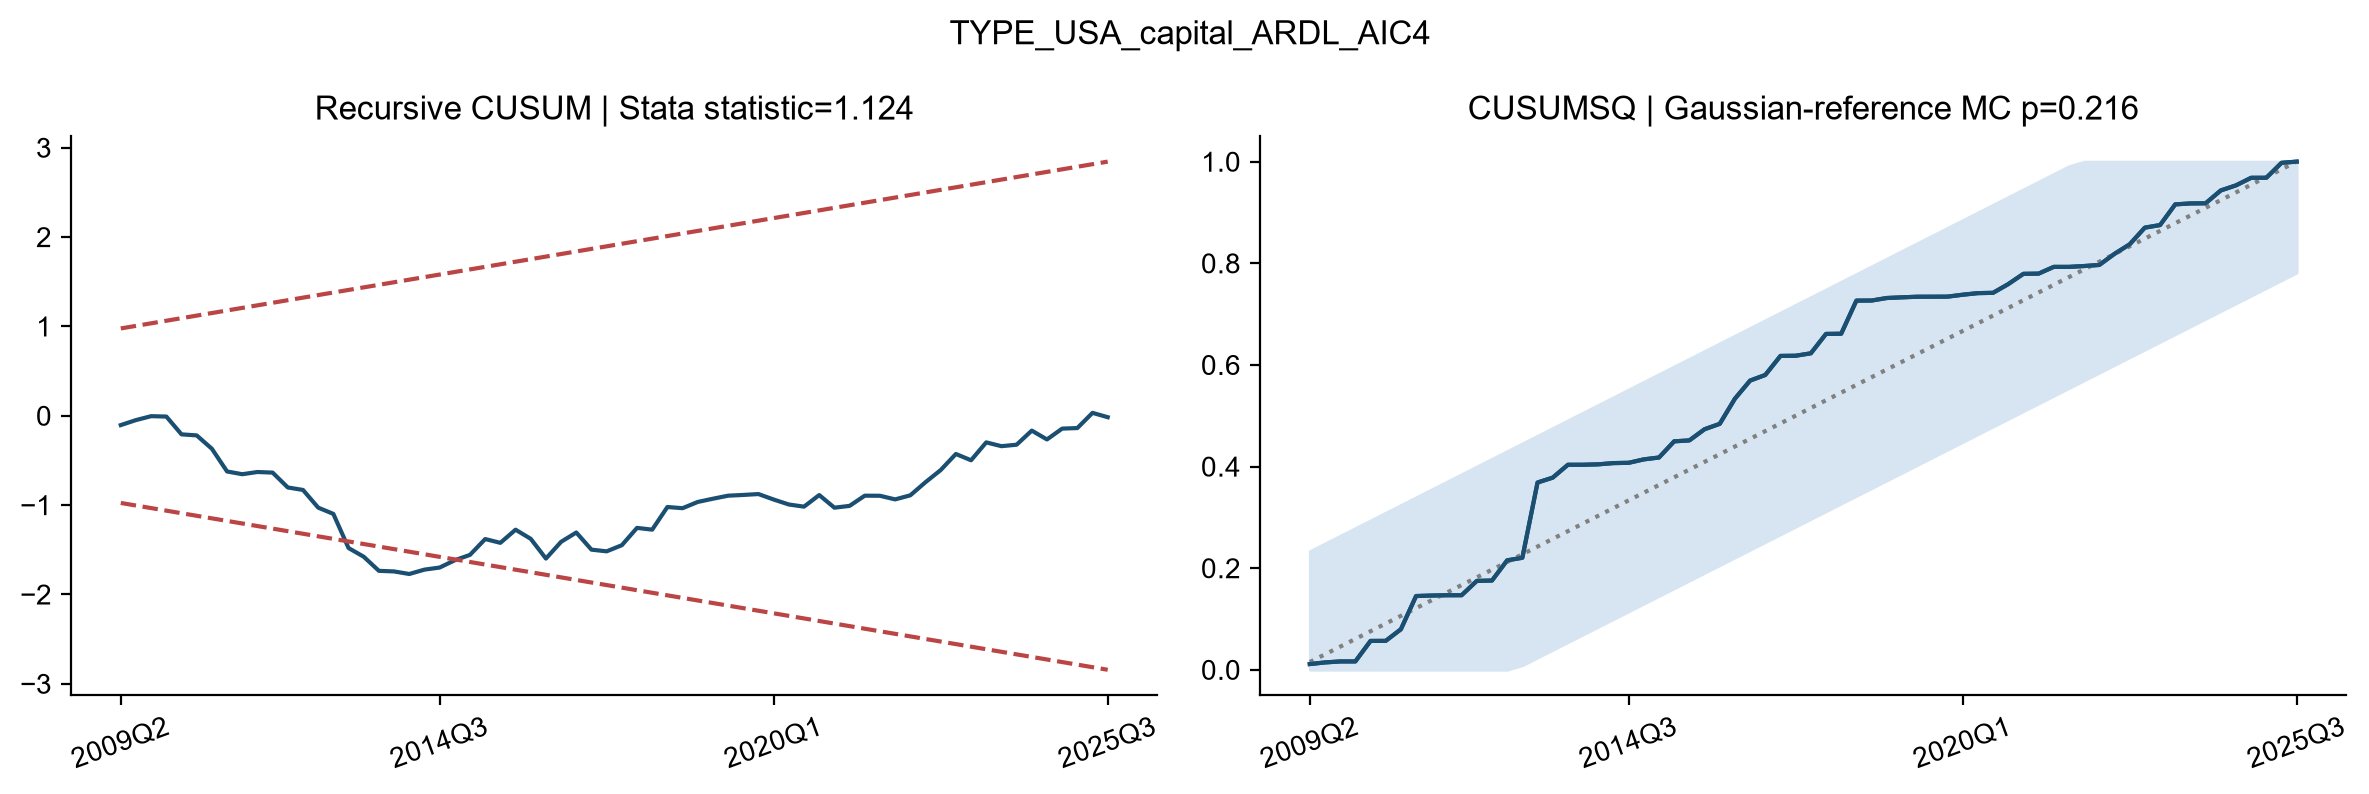 TYPE_USA_capital_ARDL_AIC4
Recursive CUSUM | Stata statistic=1.124
3
2
1
0
−1
−2
−3
2009Q2
2014Q3
2020Q1
2025Q3
CUSUMSQ | Gaussian-reference MC p=0.216
1.0
0.8
0.6
0.4
0.2
0.0
2009Q2
2014Q3
2020Q1
2025Q3